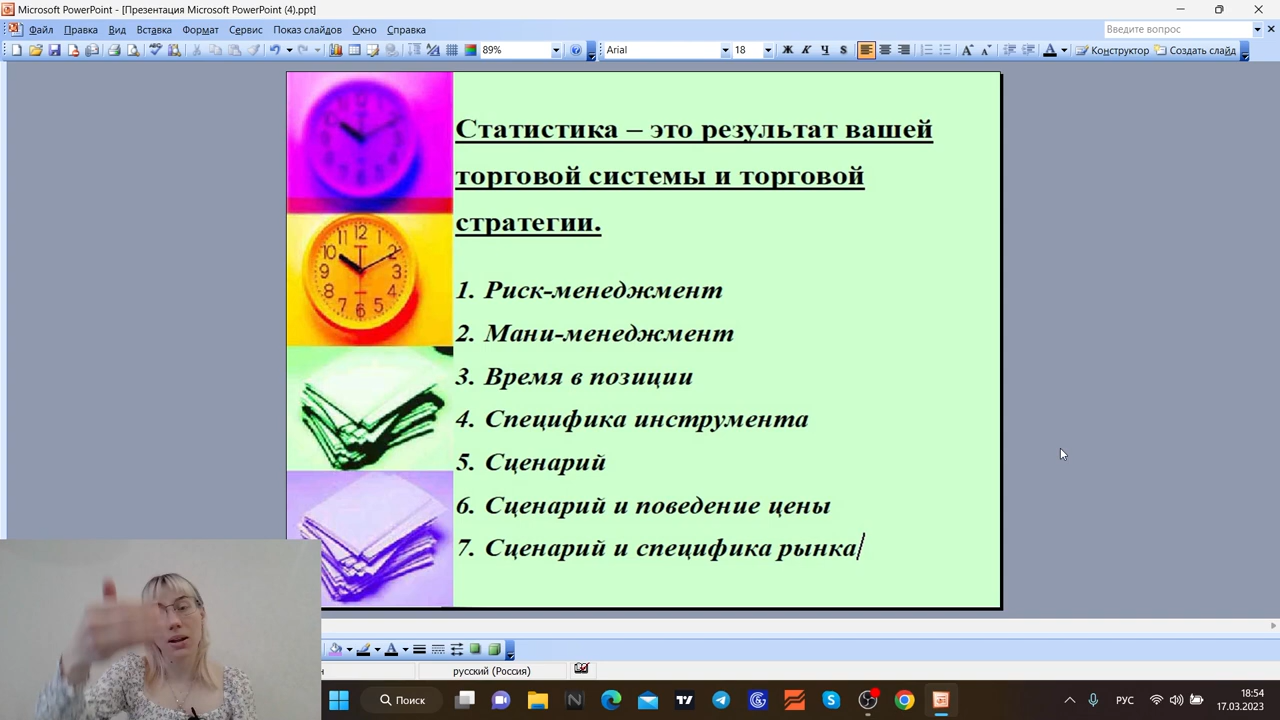 Microsoft PowerPoint - [Презентация Microsoft PowerPoint (4).ppt]
Файл Правка Вид Вставка Формат Сервис Показ слайдов Окно Справка
Введите вопрос
89% Arial 18 Ж К Ч S Конструктор Создать слайд
Статистика – это результат вашей
торговой системы и торговой
стратегии.
1. Риск-менеджмент
2. Мани-менеджмент
3. Время в позиции
4. Специфика инструмента
5. Сценарий
6. Сценарий и поведение цены
7. Сценарий и специфика рынка
русский (Россия)
Поиск
РУС
18:54
17.03.2023